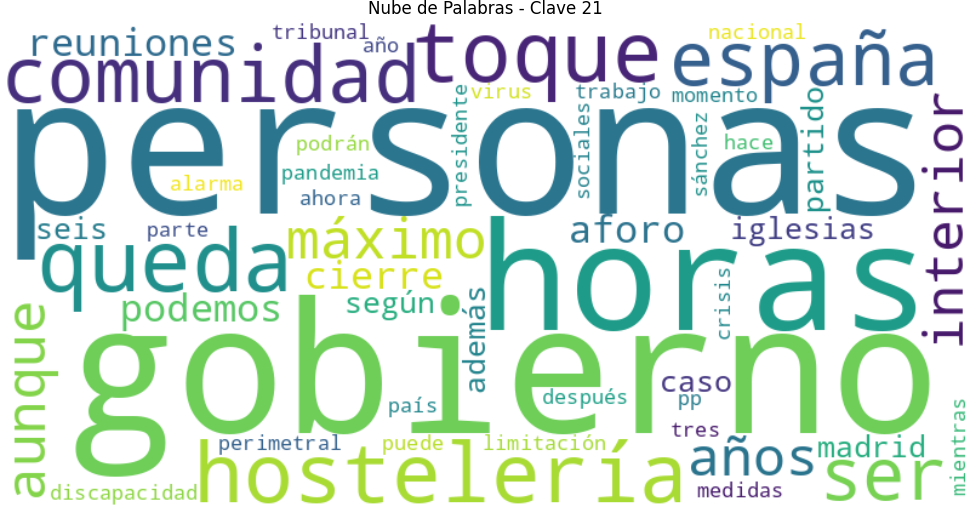 Nube de Palabras - Clave 21
reuniones
tribunal
año
toque
nacional
comunidad
españa
virus
trabajo
momento
personas
podrán
pandemia
alarma
ahora
presidente
sociales
sánchez
hace
partido
interior
seis
parte
queda
máximo
cierre
aforo
iglesias
horas
podemos
según
además
crisis
aunque
gobierno
país
después
caso
pp
tres
perimetral
puede
limitación
hostelería
años
madrid
medidas
ser
mientras
discapacidad